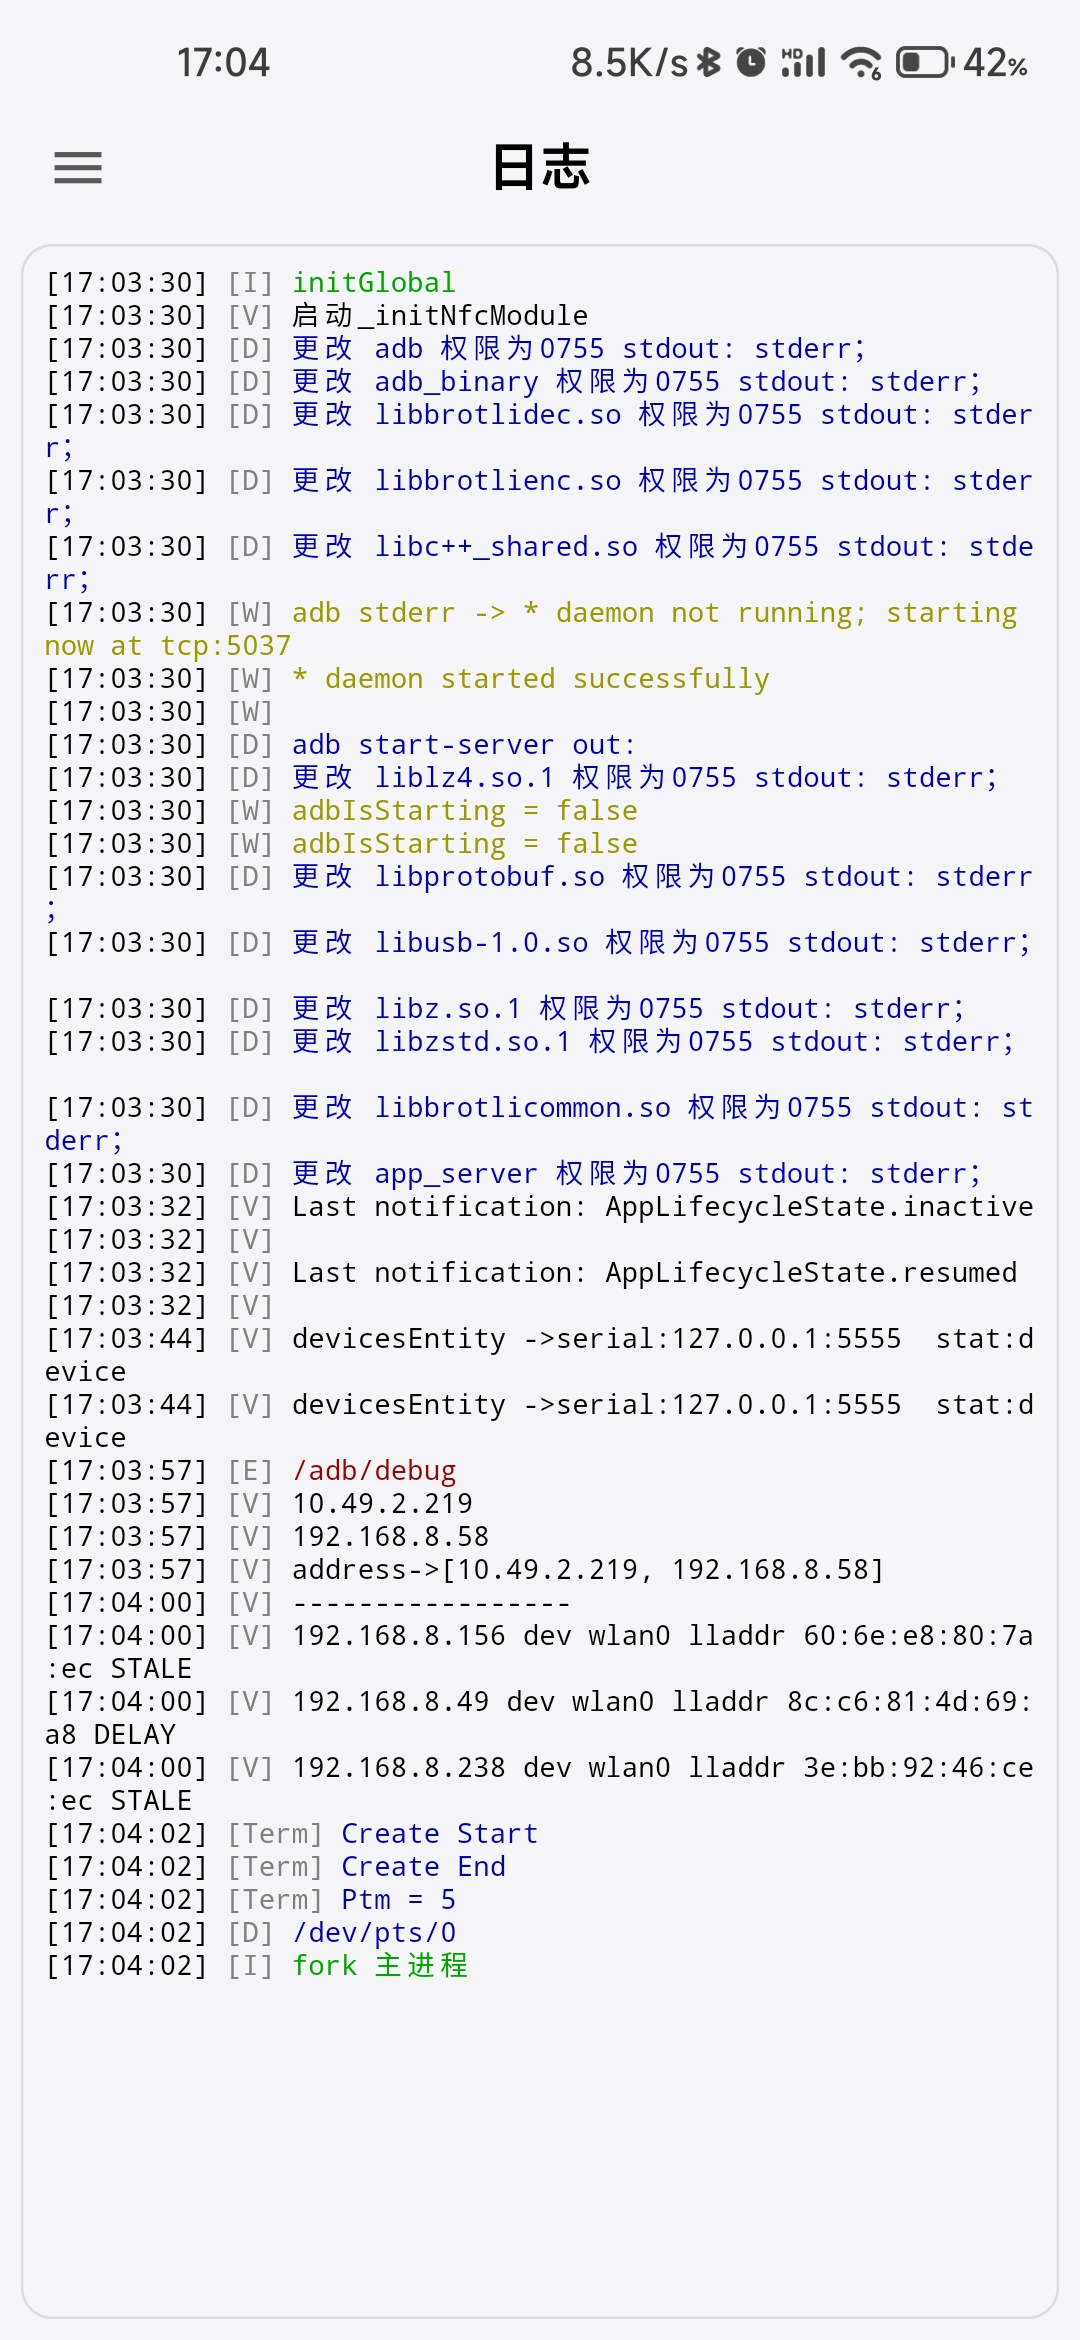 17:04 8.5K/s HD 6 42%
日志
[17:03:30] [I] initGlobal
[17:03:30] [V] 启动_initNfcModule
[17:03:30] [D] 更改 adb 权限为0755 stdout: stderr;
[17:03:30] [D] 更改 adb_binary 权限为0755 stdout: stderr;
[17:03:30] [D] 更改 libbrotlidec.so 权限为0755 stdout: stder
r;
[17:03:30] [D] 更改 libbrotlienc.so 权限为0755 stdout: stder
r;
[17:03:30] [D] 更改 libc++_shared.so 权限为0755 stdout: stde
rr;
[17:03:30] [W] adb stderr -> * daemon not running; starting
now at tcp:5037
[17:03:30] [W] * daemon started successfully
[17:03:30] [W]
[17:03:30] [D] adb start-server out:
[17:03:30] [D] 更改 liblz4.so.1 权限为0755 stdout: stderr;
[17:03:30] [W] adbIsStarting = false
[17:03:30] [W] adbIsStarting = false
[17:03:30] [D] 更改 libprotobuf.so 权限为0755 stdout: stderr
;
[17:03:30] [D] 更改 libusb-1.0.so 权限为0755 stdout: stderr;
[17:03:30] [D] 更改 libz.so.1 权限为0755 stdout: stderr;
[17:03:30] [D] 更改 libzstd.so.1 权限为0755 stdout: stderr;
[17:03:30] [D] 更改 libbrotlicommon.so 权限为0755 stdout: st
derr;
[17:03:30] [D] 更改 app_server 权限为0755 stdout: stderr;
[17:03:32] [V] Last notification: AppLifecycleState.inactive
[17:03:32] [V]
[17:03:32] [V] Last notification: AppLifecycleState.resumed
[17:03:32] [V]
[17:03:44] [V] devicesEntity ->serial:127.0.0.1:5555  stat:d
evice
[17:03:44] [V] devicesEntity ->serial:127.0.0.1:5555  stat:d
evice
[17:03:57] [E] /adb/debug
[17:03:57] [V] 10.49.2.219
[17:03:57] [V] 192.168.8.58
[17:03:57] [V] address->[10.49.2.219, 192.168.8.58]
[17:04:00] [V] -----------------
[17:04:00] [V] 192.168.8.156 dev wlan0 lladdr 60:6e:e8:80:7a
:ec STALE
[17:04:00] [V] 192.168.8.49 dev wlan0 lladdr 8c:c6:81:4d:69:
a8 DELAY
[17:04:00] [V] 192.168.8.238 dev wlan0 lladdr 3e:bb:92:46:ce
:ec STALE
[17:04:02] [Term] Create Start
[17:04:02] [Term] Create End
[17:04:02] [Term] Ptm = 5
[17:04:02] [D] /dev/pts/0
[17:04:02] [I] fork 主进程